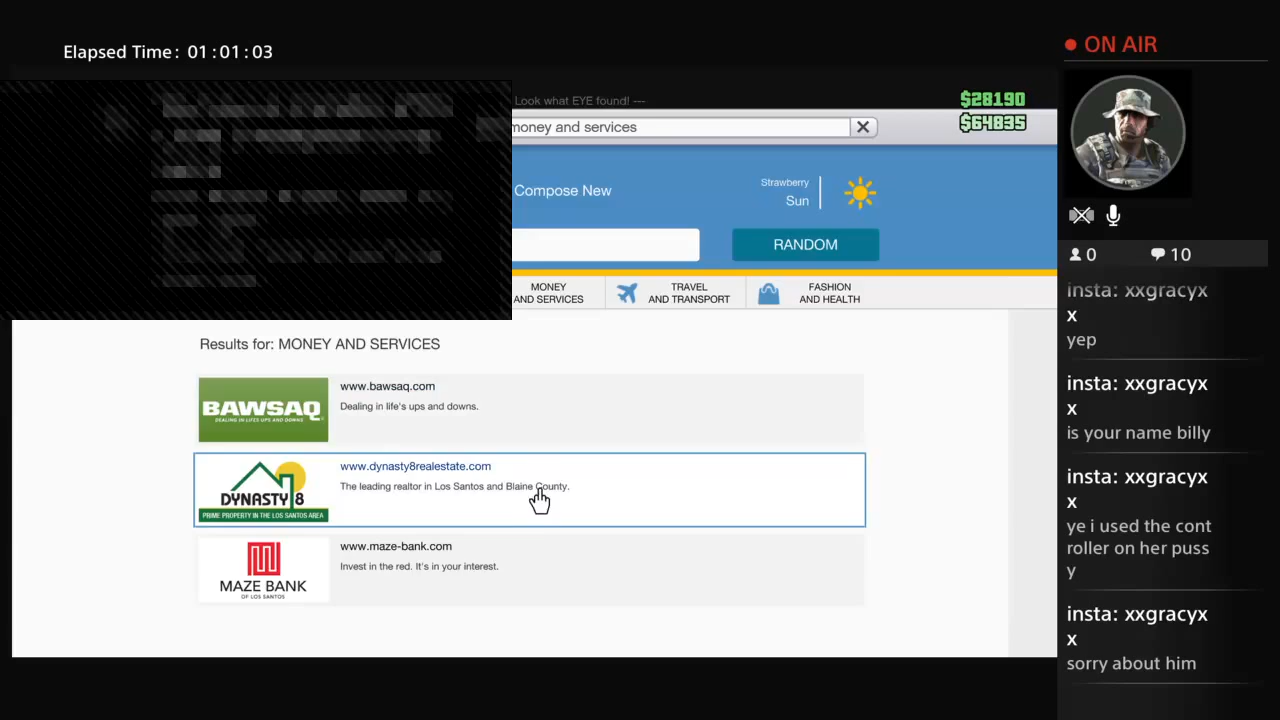 Elapsed Time: 01:01:03
ON AIR
Look what EYE found! ---
$28190
$64835
money and services
Compose New
Strawberry
Sun
RANDOM
0
10
MONEY
AND SERVICES
TRAVEL
AND TRANSPORT
FASHION
AND HEALTH
Results for: MONEY AND SERVICES
BAWSAQ
DEALING IN LIFE'S UPS AND DOWNS.
www.bawsaq.com
Dealing in life's ups and downs.
DYNASTY 8
PRIME PROPERTY IN THE LOS SANTOS AREA
www.dynasty8realestate.com
The leading realtor in Los Santos and Blaine County.
MAZE BANK
OF LOS SANTOS
www.maze-bank.com
Invest in the red. It's in your interest.
insta: xxgracyx
x
yep
insta: xxgracyx
x
is your name billy
insta: xxgracyx
x
ye i used the cont
roller on her puss
y
insta: xxgracyx
x
sorry about him